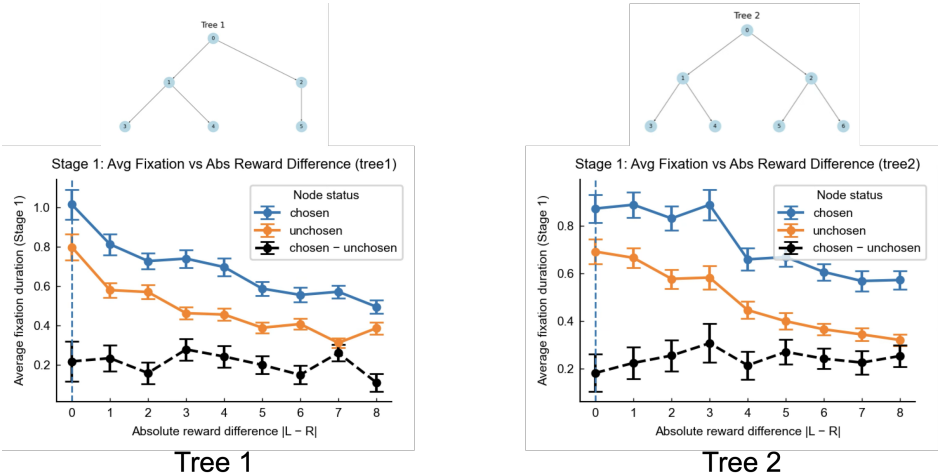 Tree 1
0
1
2
3
4
5
Tree 2
0
1
2
3
4
5
6
Stage 1: Avg Fixation vs Abs Reward Difference (tree1)
Average fixation duration (Stage 1)
1.0
0.8
0.6
0.4
0.2
Node status
chosen
unchosen
chosen − unchosen
0 1 2 3 4 5 6 7 8
Absolute reward difference |L − R|
Tree 1
Stage 1: Avg Fixation vs Abs Reward Difference (tree2)
Average fixation duration (Stage 1)
0.8
0.6
0.4
0.2
Node status
chosen
unchosen
chosen − unchosen
0 1 2 3 4 5 6 7 8
Absolute reward difference |L − R|
Tree 2